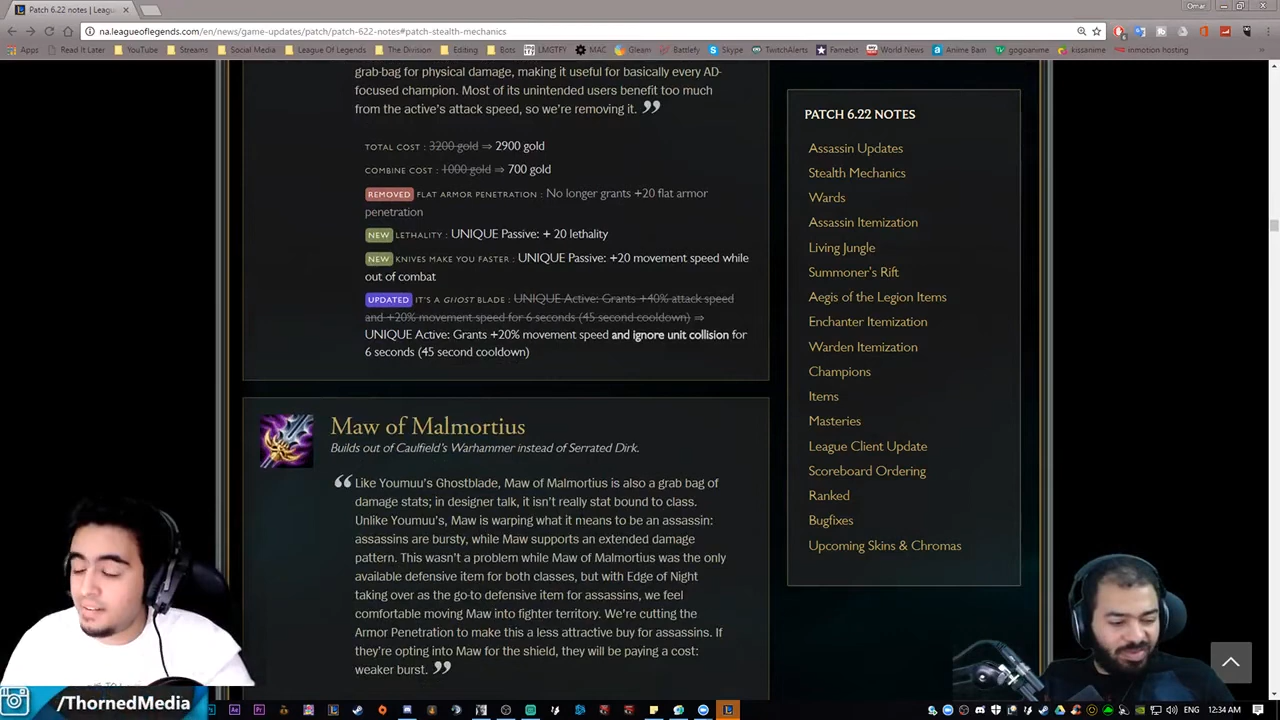 Patch 6.22 notes | Leagu
Omar
na.leagueoflegends.com/en/news/game-updates/patch/patch-622-notes#patch-stealth-mechanics
Apps Read It Later YouTube Streams Social Media League Of Legends The Division Editing Bots LMGTFY MAC Gleam Battlefy Skype TwitchAlerts Famebit World News Anime Bam gogoanime kissanime inmotion hosting
grab-bag for physical damage, making it useful for basically every AD-
focused champion. Most of its unintended users benefit too much
from the active's attack speed, so we're removing it. ”
TOTAL COST : 3200 gold ⇒ 2900 gold
COMBINE COST : 1000 gold ⇒ 700 gold
REMOVED FLAT ARMOR PENETRATION : No longer grants +20 flat armor
penetration
NEW LETHALITY : UNIQUE Passive: + 20 lethality
NEW KNIVES MAKE YOU FASTER : UNIQUE Passive: +20 movement speed while
out of combat
UPDATED IT'S A GHOST BLADE : UNIQUE Active: Grants +40% attack speed
and +20% movement speed for 6 seconds (45 second cooldown) ⇒
UNIQUE Active: Grants +20% movement speed and ignore unit collision for
6 seconds (45 second cooldown)
Maw of Malmortius
Builds out of Caulfield's Warhammer instead of Serrated Dirk.
“ Like Youmuu's Ghostblade, Maw of Malmortius is also a grab bag of
damage stats; in designer talk, it isn't really stat bound to class.
Unlike Youmuu's, Maw is warping what it means to be an assassin:
assassins are bursty, while Maw supports an extended damage
pattern. This wasn't a problem while Maw of Malmortius was the only
available defensive item for both classes, but with Edge of Night
taking over as the go-to defensive item for assassins, we feel
comfortable moving Maw into fighter territory. We're cutting the
Armor Penetration to make this a less attractive buy for assassins. If
they're opting into Maw for the shield, they will be paying a cost:
weaker burst. ”
PATCH 6.22 NOTES
Assassin Updates
Stealth Mechanics
Wards
Assassin Itemization
Living Jungle
Summoner's Rift
Aegis of the Legion Items
Enchanter Itemization
Warden Itemization
Champions
Items
Masteries
League Client Update
Scoreboard Ordering
Ranked
Bugfixes
Upcoming Skins & Chromas
/ThornedMedia
12:34 AM